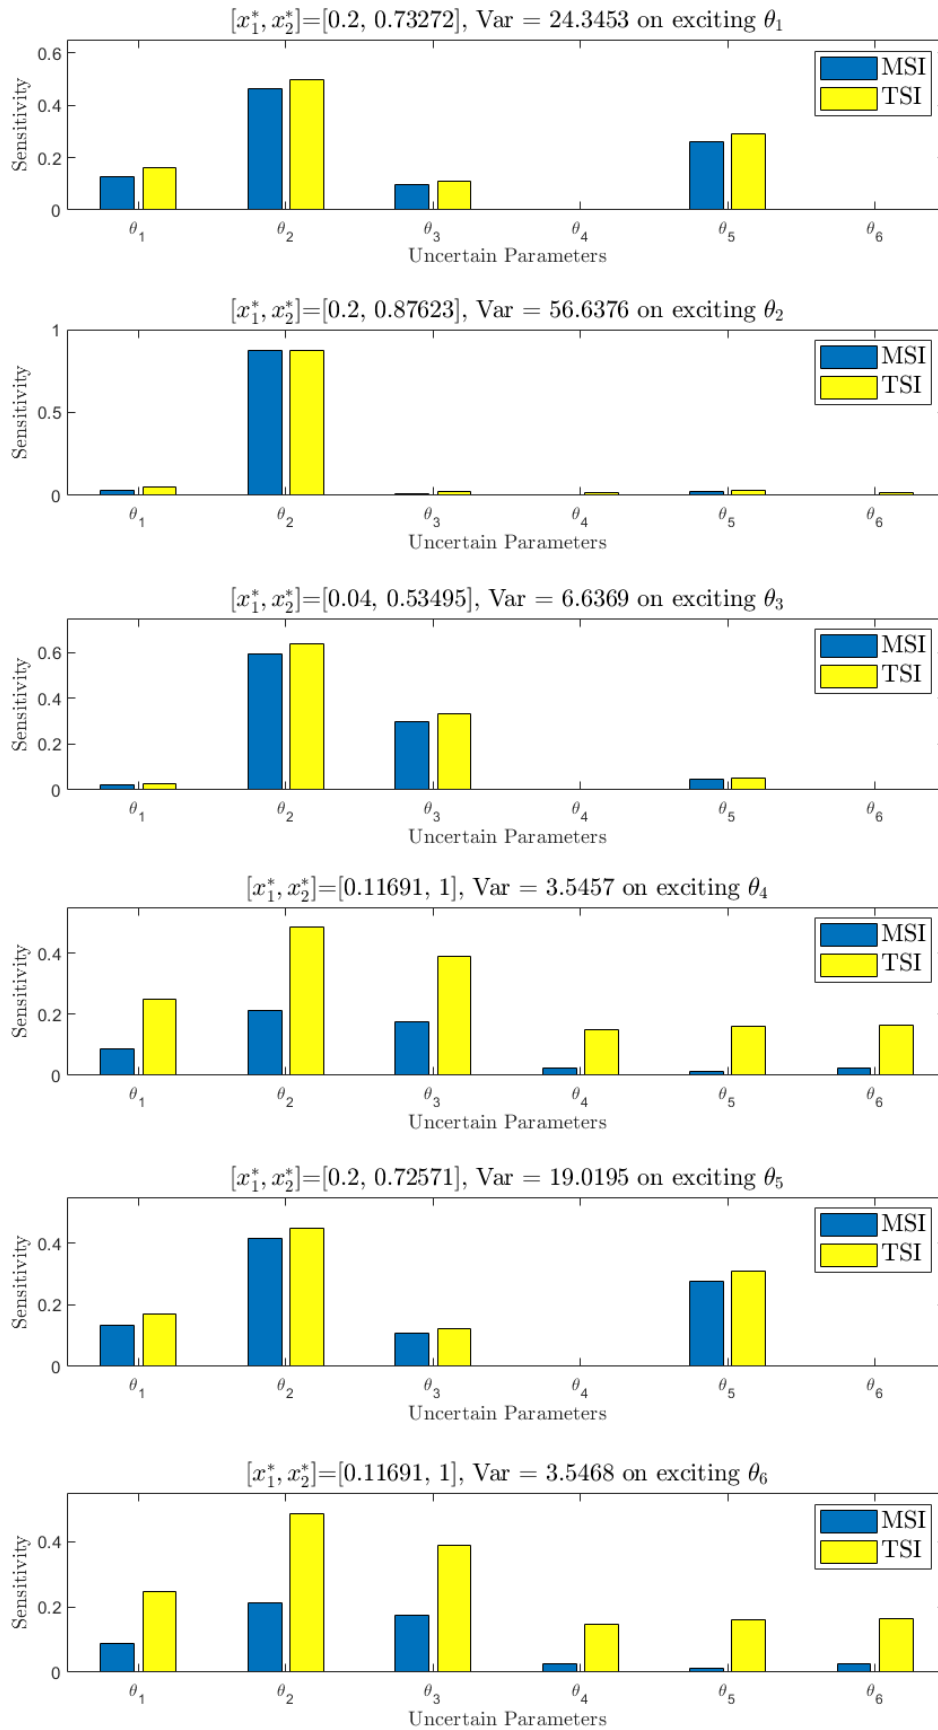 [x₁*, x₂*]=[0.2, 0.73272], Var = 24.3453 on exciting θ₁
0.6
0.4
0.2
0
Sensitivity
MSI
TSI
θ₁ θ₂ θ₃ θ₄ θ₅ θ₆
Uncertain Parameters
[x₁*, x₂*]=[0.2, 0.87623], Var = 56.6376 on exciting θ₂
1
0.5
0
Sensitivity
MSI
TSI
θ₁ θ₂ θ₃ θ₄ θ₅ θ₆
Uncertain Parameters
[x₁*, x₂*]=[0.04, 0.53495], Var = 6.6369 on exciting θ₃
0.6
0.4
0.2
0
Sensitivity
MSI
TSI
θ₁ θ₂ θ₃ θ₄ θ₅ θ₆
Uncertain Parameters
[x₁*, x₂*]=[0.11691, 1], Var = 3.5457 on exciting θ₄
0.4
0.2
0
Sensitivity
MSI
TSI
θ₁ θ₂ θ₃ θ₄ θ₅ θ₆
Uncertain Parameters
[x₁*, x₂*]=[0.2, 0.72571], Var = 19.0195 on exciting θ₅
0.4
0.2
0
Sensitivity
MSI
TSI
θ₁ θ₂ θ₃ θ₄ θ₅ θ₆
Uncertain Parameters
[x₁*, x₂*]=[0.11691, 1], Var = 3.5468 on exciting θ₆
0.4
0.2
0
Sensitivity
MSI
TSI
θ₁ θ₂ θ₃ θ₄ θ₅ θ₆
Uncertain Parameters